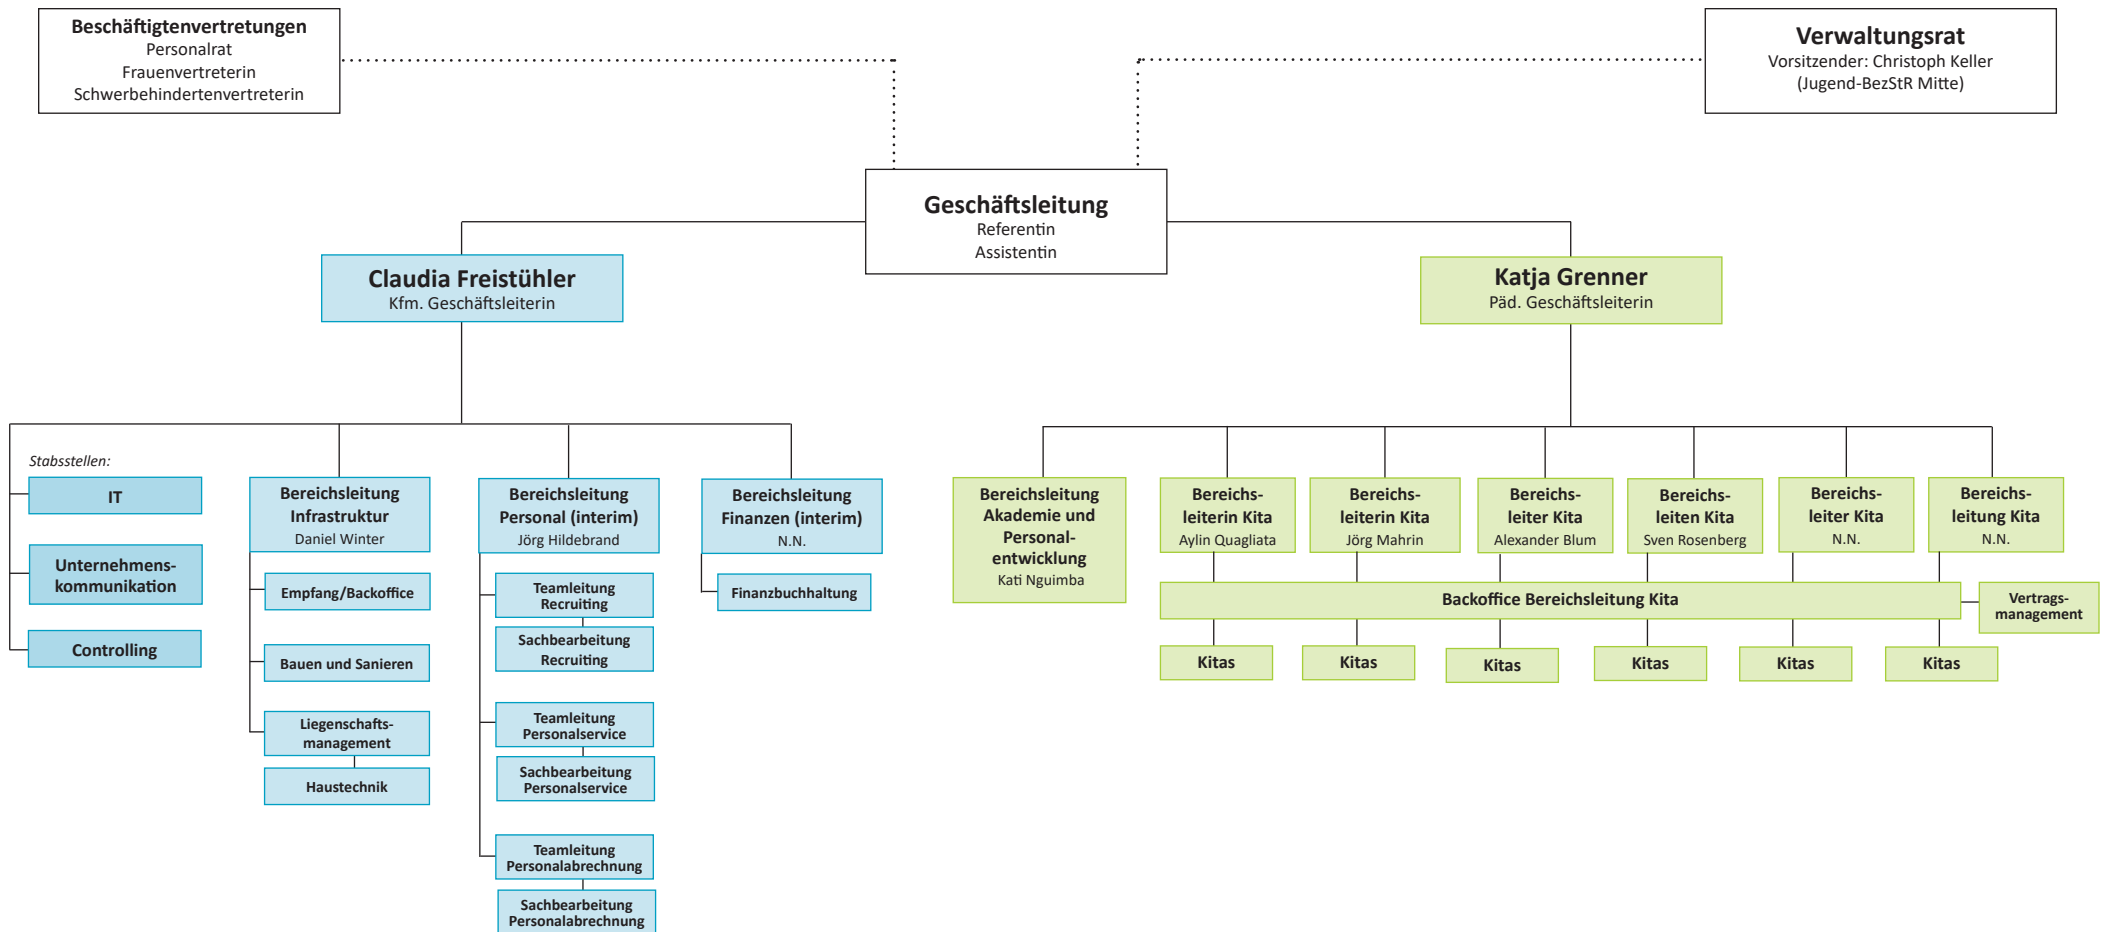 Beschäftigtenvertretungen
Personalrat
Frauenvertreterin
Schwerbehindertenvertreterin
Verwaltungsrat
Vorsitzender: Christoph Keller
(Jugend-BezStR Mitte)
Geschäftsleitung
Referentin
Assistentin
Claudia Freistühler
Kfm. Geschäftsleiterin
Katja Grenner
Päd. Geschäftsleiterin
Stabsstellen:
IT
Unternehmens-
kommunikation
Controlling
Bereichsleitung
Infrastruktur
Daniel Winter
Empfang/Backoffice
Bauen und Sanieren
Liegenschafts-
management
Haustechnik
Bereichsleitung
Personal (interim)
Jörg Hildebrand
Teamleitung
Recruiting
Sachbearbeitung
Recruiting
Teamleitung
Personalservice
Sachbearbeitung
Personalservice
Teamleitung
Personalabrechnung
Sachbearbeitung
Personalabrechnung
Bereichsleitung
Finanzen (interim)
N.N.
Finanzbuchhaltung
Bereichsleitung
Akademie und
Personal-
entwicklung
Kati Nguimba
Bereichs-
leiterin Kita
Aylin Quagliata
Bereichs-
leiterin Kita
Jörg Mahrin
Bereichs-
leiter Kita
Alexander Blum
Bereichs-
leiten Kita
Sven Rosenberg
Bereichs-
leiter Kita
N.N.
Bereichs-
leitung Kita
N.N.
Backoffice Bereichsleitung Kita
Vertrags-
management
Kitas
Kitas
Kitas
Kitas
Kitas
Kitas